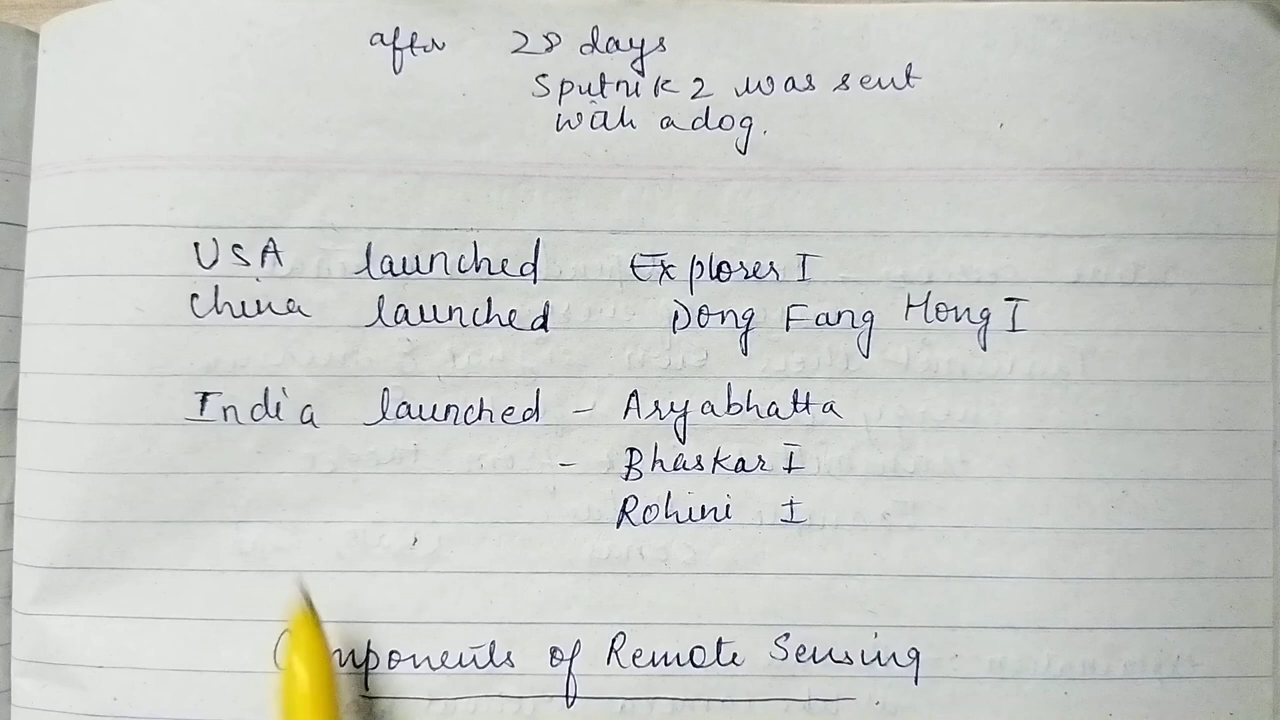 after 28 days
Sputnik 2 was sent
with a dog.
USA launched Explorer I
China launched Dong Fang Hong I
India launched - Aryabhatta
- Bhaskar I
Rohini I
Components of Remote Sensing